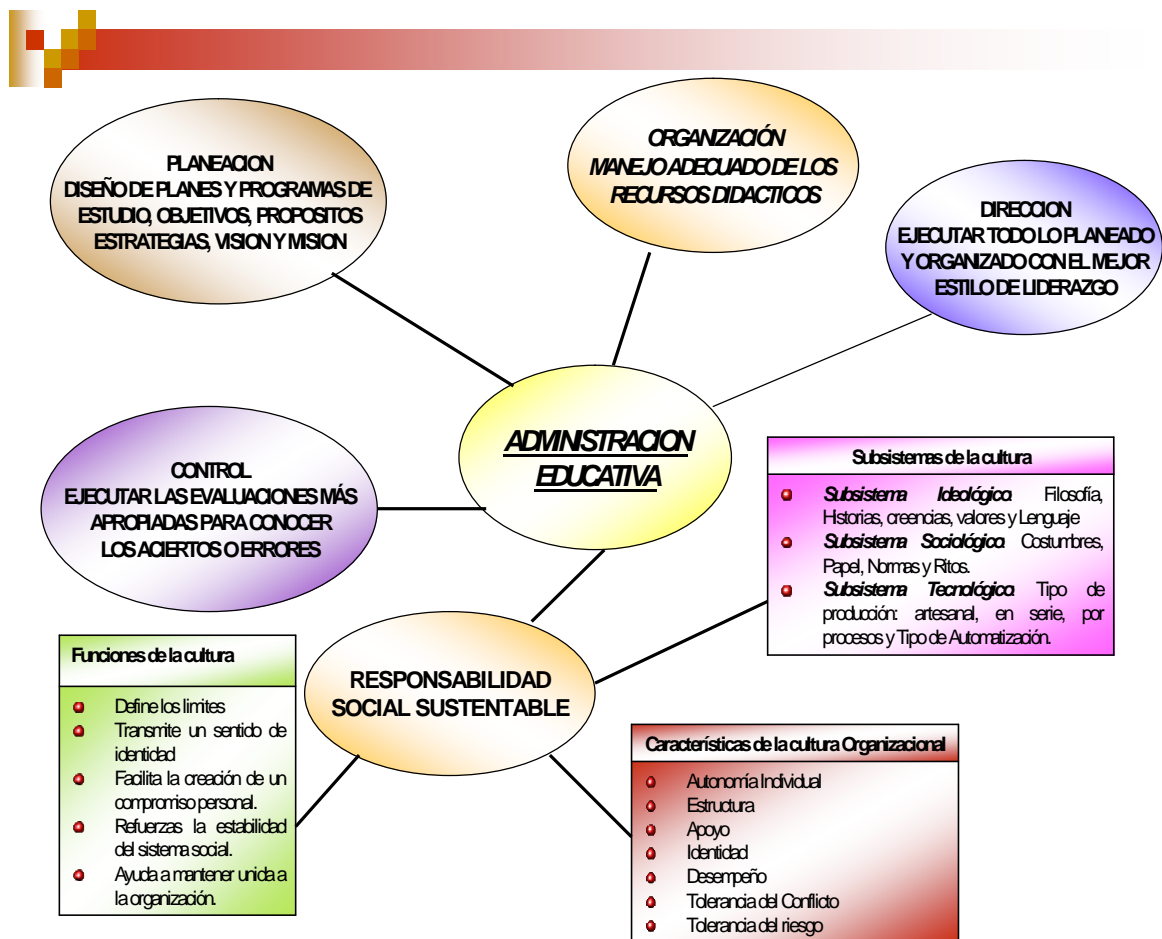 PLANEACION
DISEÑO DE PLANES Y PROGRAMAS DE
ESTUDIO, OBJETIVOS, PROPOSITOS
ESTRATEGIAS, VISION Y MISION
ORGANIZACIÓN
MANEJO ADECUADO DE LOS
RECURSOS DIDACTICOS
DIRECCION
EJECUTAR TODO LO PLANEADO
Y ORGANIZADO CON EL MEJOR
ESTILO DE LIDERAZGO
ADMINISTRACION
EDUCATIVA
CONTROL
EJECUTAR LAS EVALUACIONES MÁS
APROPIADAS PARA CONOCER
LOS ACIERTOS O ERRORES
Subsistemas de la cultura
Subsistema Ideológico: Filosofía,
Historias, creencias, valores y Lenguaje
Subsistema Sociológico: Costumbres,
Papel, Normas y Ritos.
Subsistema Tecnológico: Tipo de
producción: artesanal, en serie, por
procesos y Tipo de Automatización.
RESPONSABILIDAD
SOCIAL SUSTENTABLE
Funciones de la cultura
Define los limites
Transmite un sentido de
identidad
Facilita la creación de un
compromiso personal.
Refuerzas la estabilidad
del sistema social.
Ayuda a mantener unida a
la organización.
Característícas de la cultura Organizacional
Autonomía Individual
Estructura
Apoyo
Identidad
Desempeño
Tolerancia del Conflicto
Tolerancia del riesgo